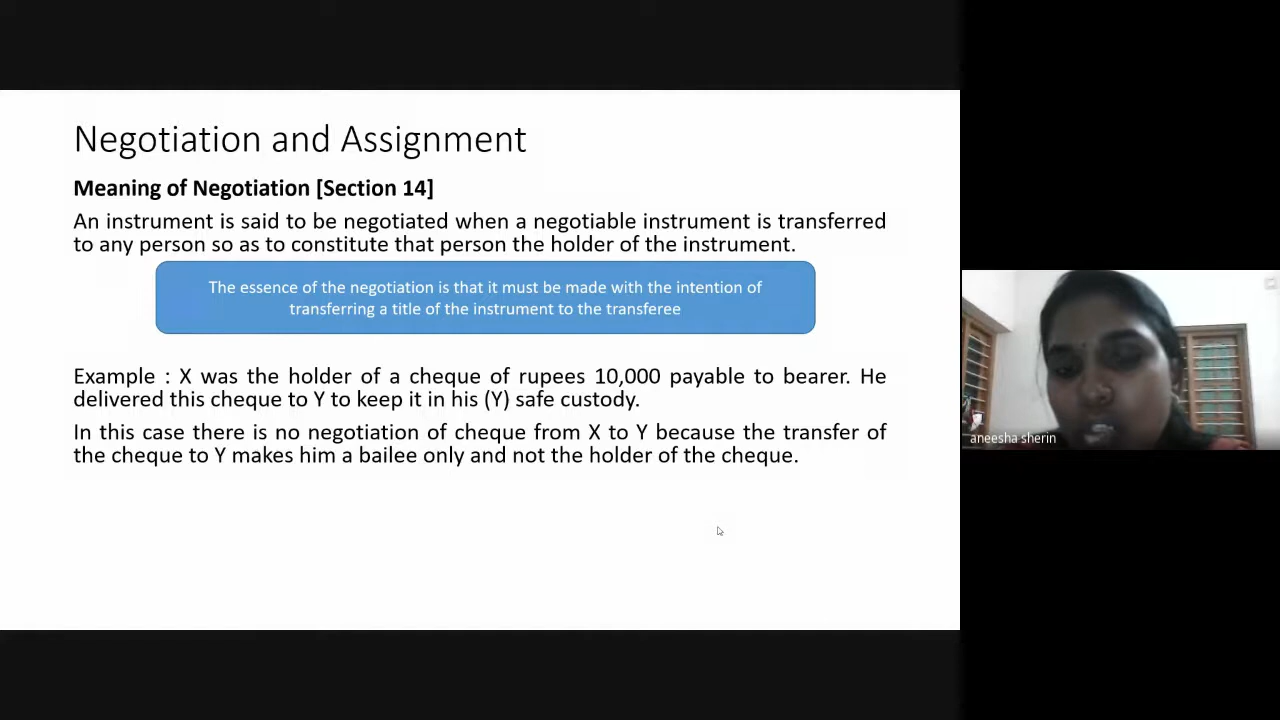 Negotiation and Assignment
Meaning of Negotiation [Section 14]
An instrument is said to be negotiated when a negotiable instrument is transferred
to any person so as to constitute that person the holder of the instrument.
The essence of the negotiation is that it must be made with the intention of
transferring a title of the instrument to the transferee
Example : X was the holder of a cheque of rupees 10,000 payable to bearer. He
delivered this cheque to Y to keep it in his (Y) safe custody.
In this case there is no negotiation of cheque from X to Y because the transfer of
the cheque to Y makes him a bailee only and not the holder of the cheque.
aneesha sherin